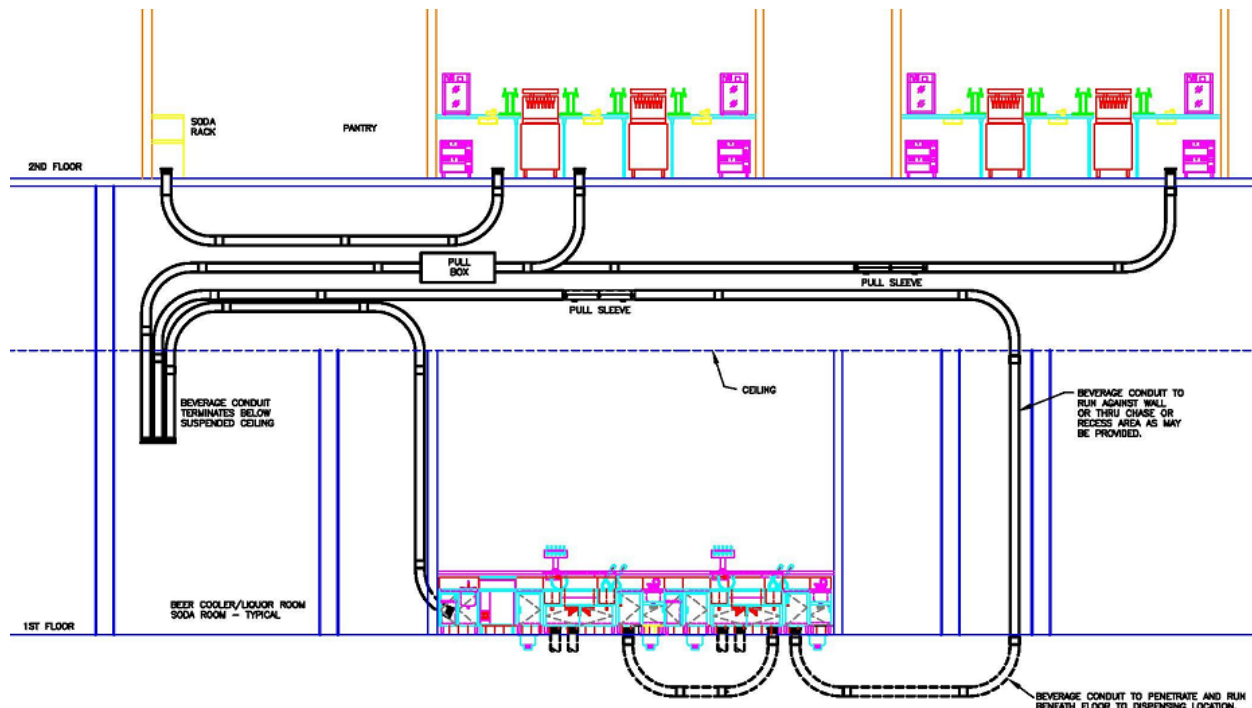 SODA
RACK
PANTRY
2ND FLOOR
PULL
BOX
PULL SLEEVE
PULL SLEEVE
CEILING
BEVERAGE CONDUIT
TERMINATES BELOW
SUSPENDED CEILING
BEVERAGE CONDUIT TO
RUN AGAINST WALL
OR THRU CHASE OR
RECESS AREA AS MAY
BE PROVIDED.
BEER COOLER/LIQUOR ROOM
SODA ROOM – TYPICAL
1ST FLOOR
BEVERAGE CONDUIT TO PENETRATE AND RUN
BENEATH FLOOR TO DISPENSING LOCATION.